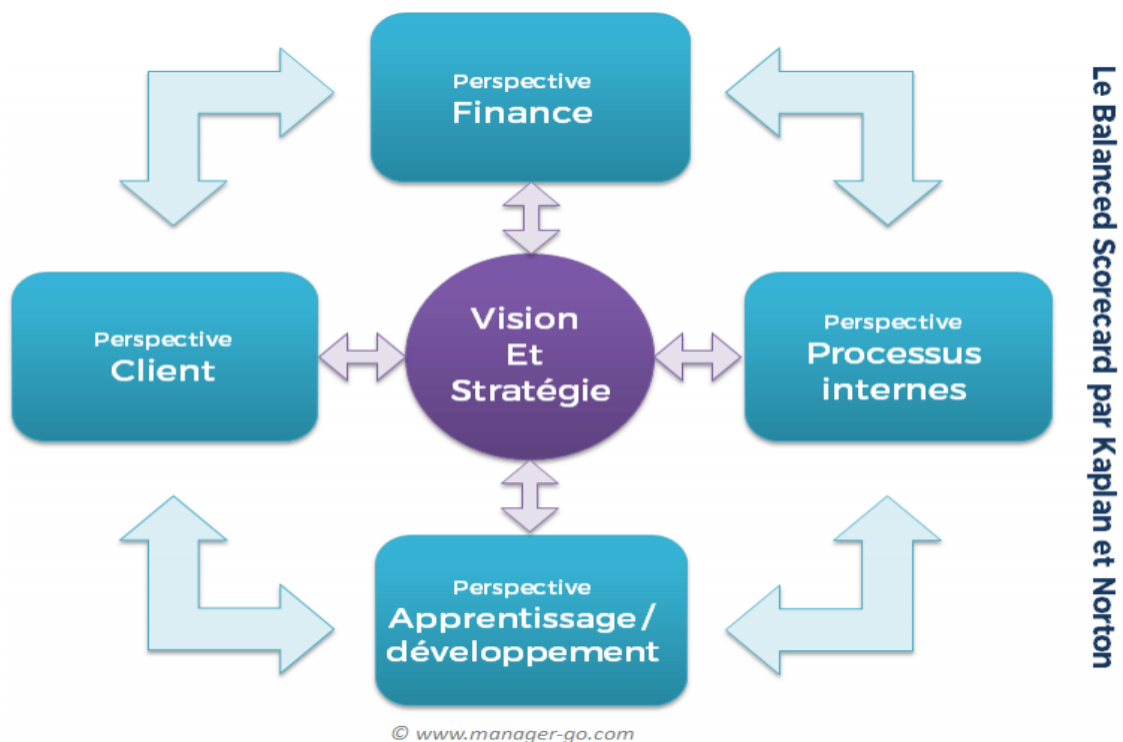 Perspective
Finance
Perspective
Client
Vision
Et
Stratégie
Perspective
Processus
internes
Perspective
Apprentissage/
développement
Le Balanced Scorecard par Kaplan et Norton
© www.manager-go.com